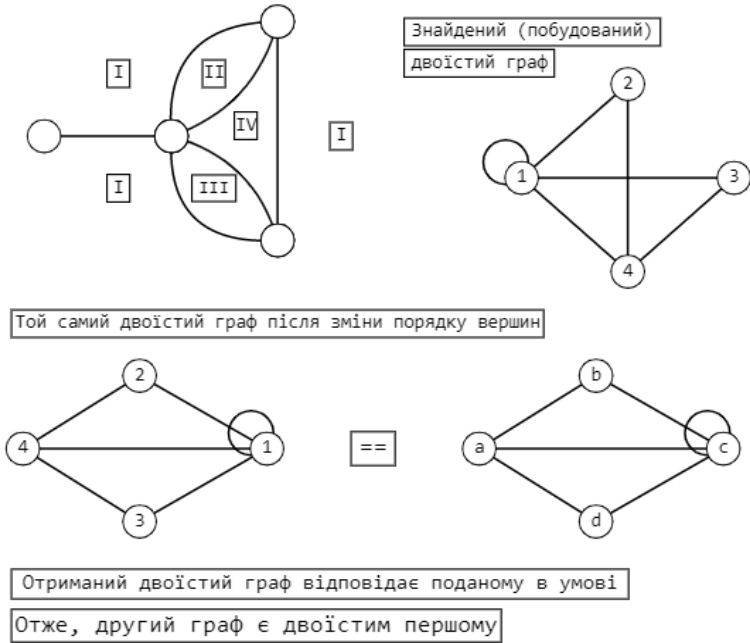 Знайдений (побудований)
двоїстий граф
I
II
IV
I
I
III
2
1
3
4
Той самий двоїстий граф після зміни порядку вершин
2
4
1
3
==
b
a
c
d
Отриманий двоїстий граф відповідає поданому в умові
Отже, другий граф є двоїстим першому